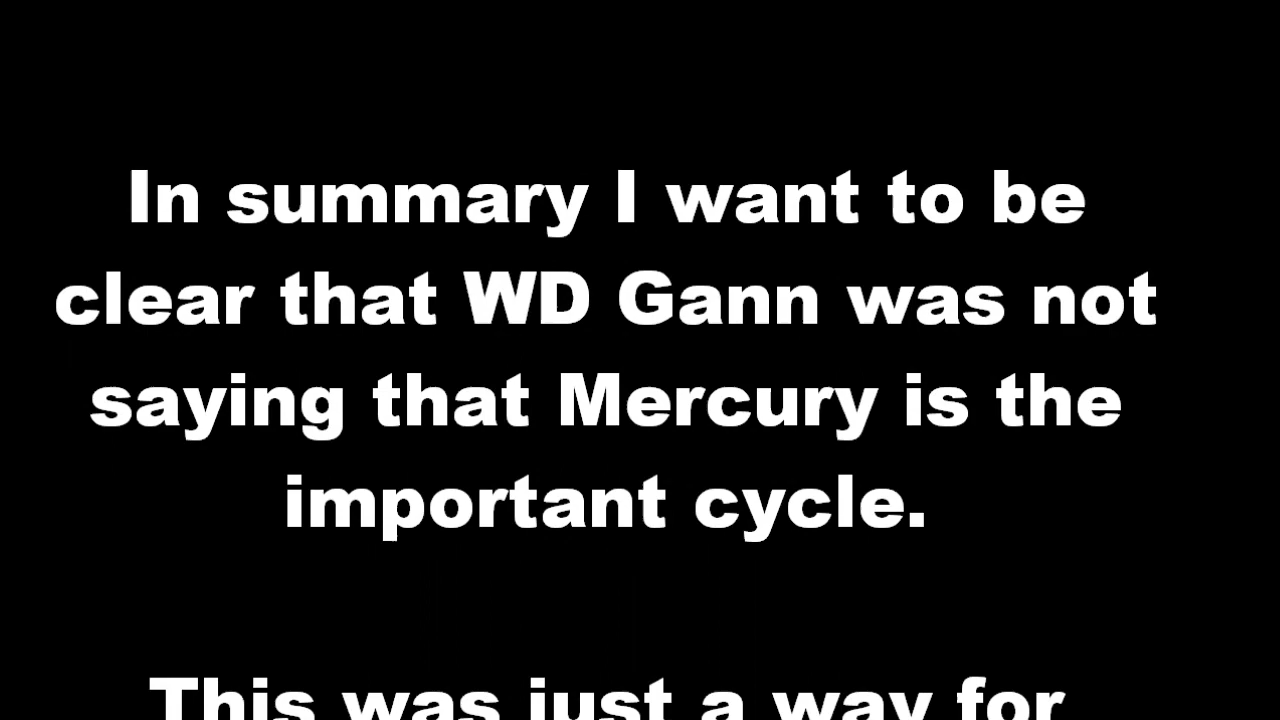 In summary I want to be
clear that WD Gann was not
saying that Mercury is the
important cycle.
This was just a way for